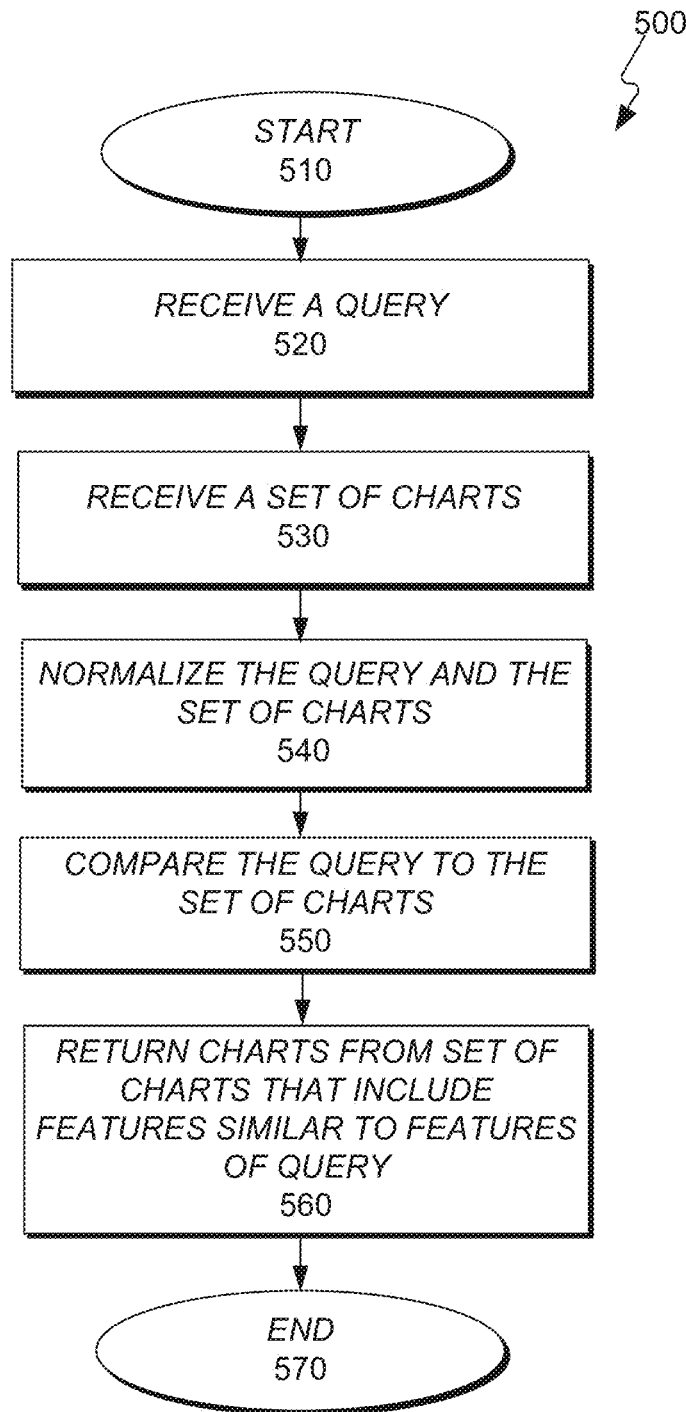 500
START
510
RECEIVE A QUERY
520
RECEIVE A SET OF CHARTS
530
NORMALIZE THE QUERY AND THE
SET OF CHARTS
540
COMPARE THE QUERY TO THE
SET OF CHARTS
550
RETURN CHARTS FROM SET OF
CHARTS THAT INCLUDE
FEATURES SIMILAR TO FEATURES
OF QUERY
560
END
570